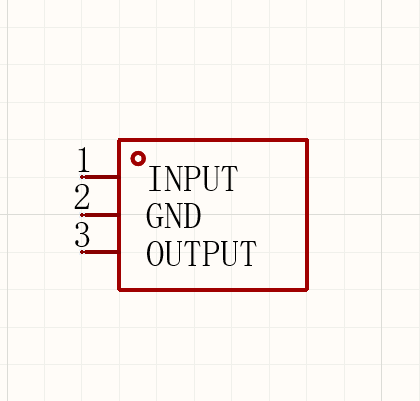 1 INPUT
2 GND
3 OUTPUT